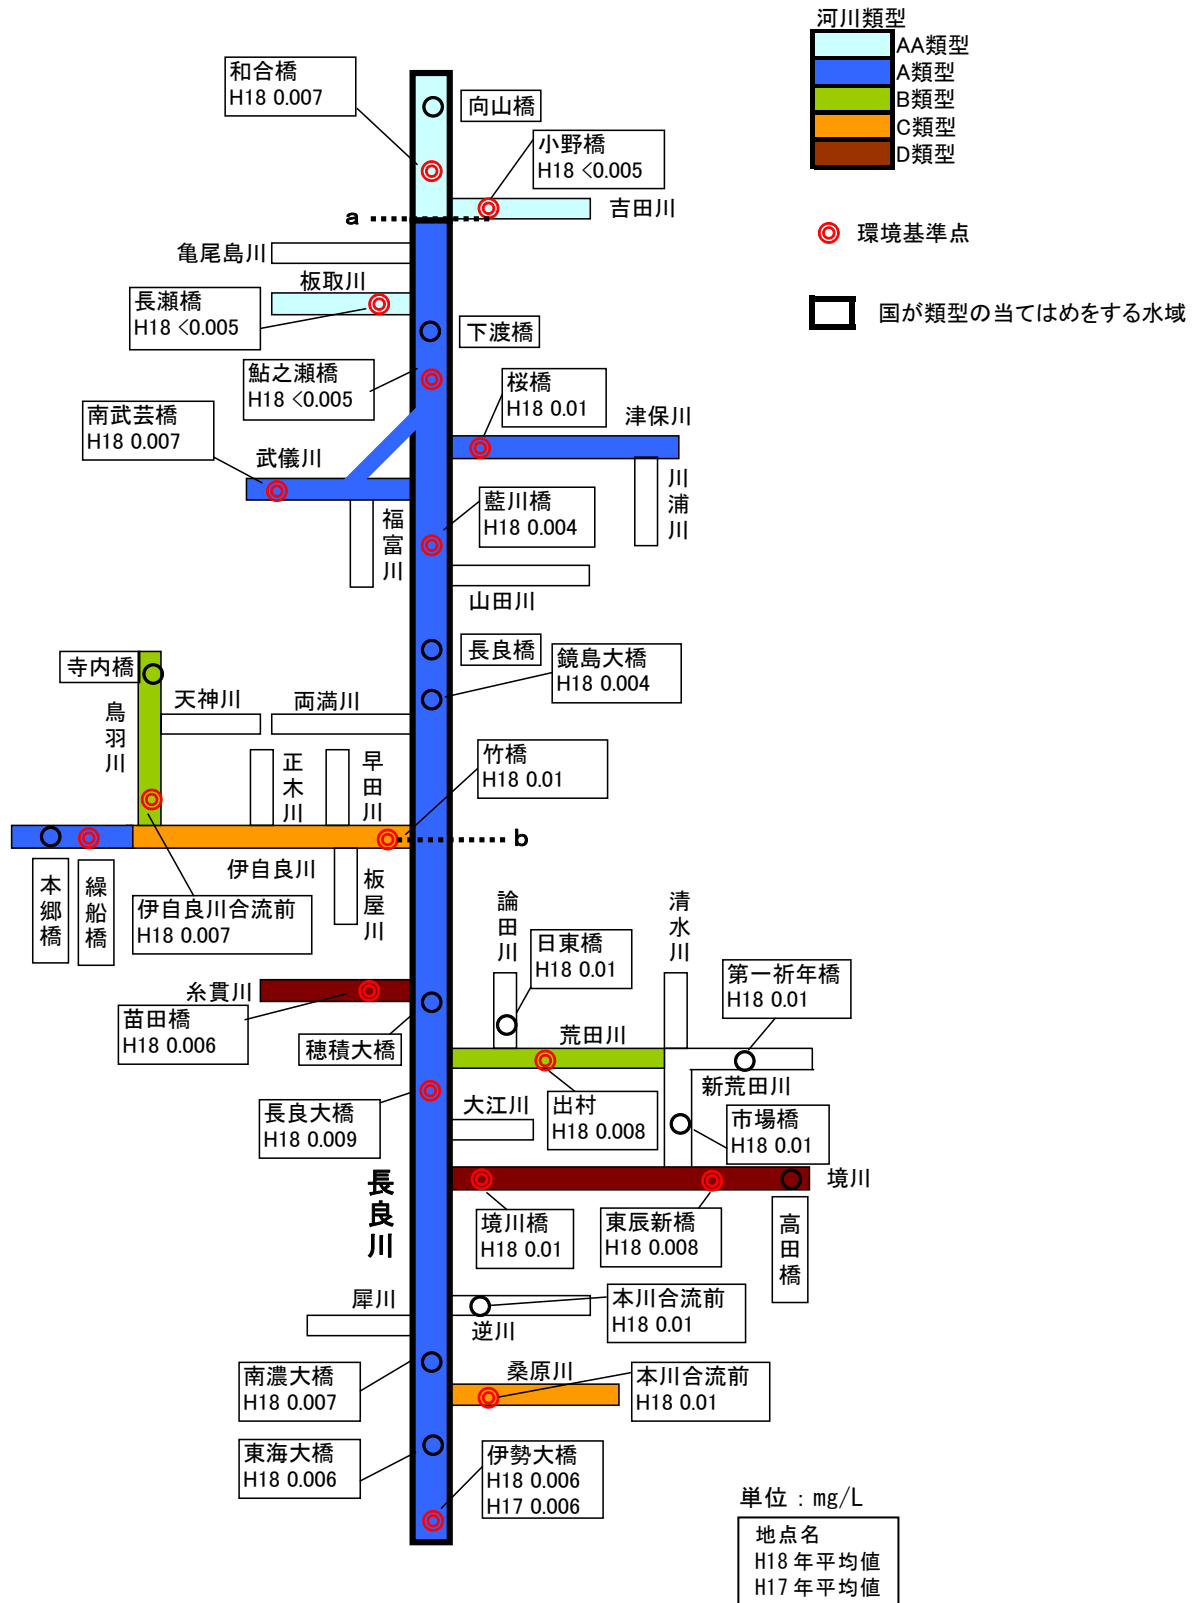 河川類型
AA類型
A類型
B類型
C類型
D類型
環境基準点
国が類型の当てはめをする水域
和合橋
H18 0.007
向山橋
小野橋
H18 <0.005
吉田川
a
亀尾島川
板取川
長瀬橋
H18 <0.005
下渡橋
鮎之瀬橋
H18 <0.005
桜橋
H18 0.01
津保川
南武芸橋
H18 0.007
武儀川
川浦川
藍川橋
H18 0.004
福富川
山田川
長良橋
鏡島大橋
H18 0.004
寺内橋
鳥羽川
天神川
両満川
正木川
早田川
竹橋
H18 0.01
b
伊自良川
本郷橋
繰船橋
伊自良川合流前
H18 0.007
板屋川
論田川
清水川
日東橋
H18 0.01
第一祈年橋
H18 0.01
糸貫川
苗田橋
H18 0.006
穂積大橋
荒田川
新荒田川
長良大橋
H18 0.009
大江川
出村
H18 0.008
市場橋
H18 0.01
長良川
境川
境川橋
H18 0.01
東辰新橋
H18 0.008
高田橋
犀川
逆川
本川合流前
H18 0.01
南濃大橋
H18 0.007
桑原川
本川合流前
H18 0.01
東海大橋
H18 0.006
伊勢大橋
H18 0.006
H17 0.006
単位：mg/L
地点名
H18 年平均値
H17 年平均値